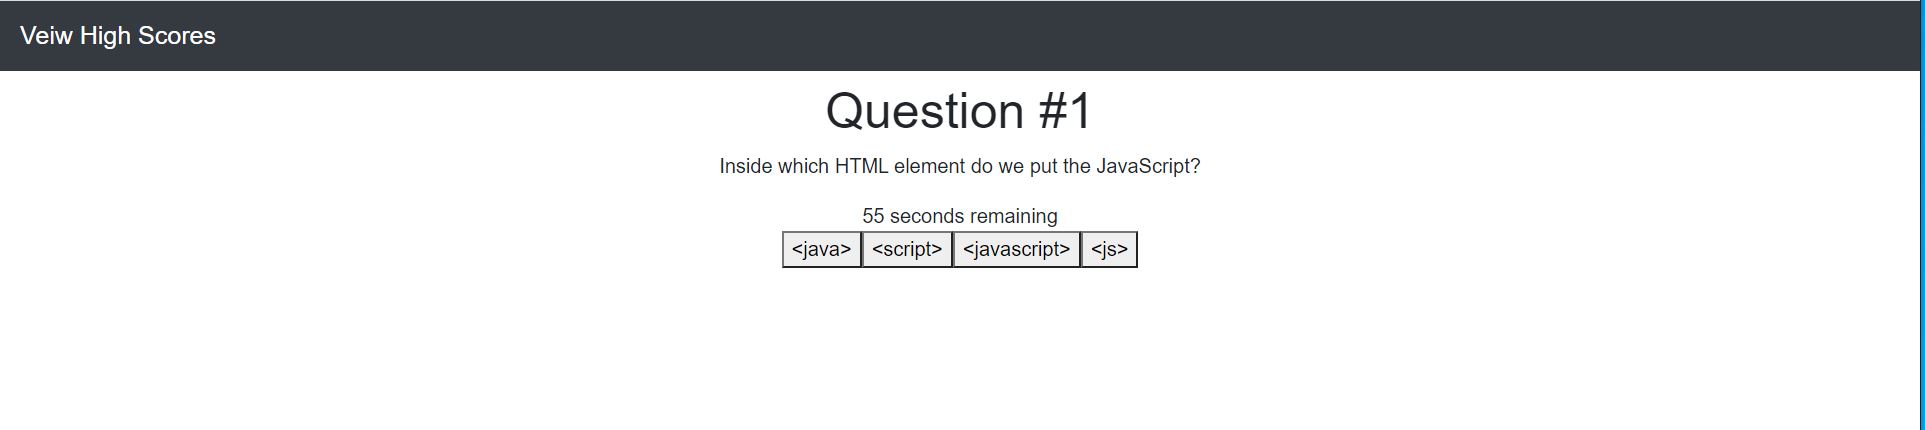 Veiw High Scores
Question #1
Inside which HTML element do we put the JavaScript?
55 seconds remaining
<java> <script> <javascript> <js>